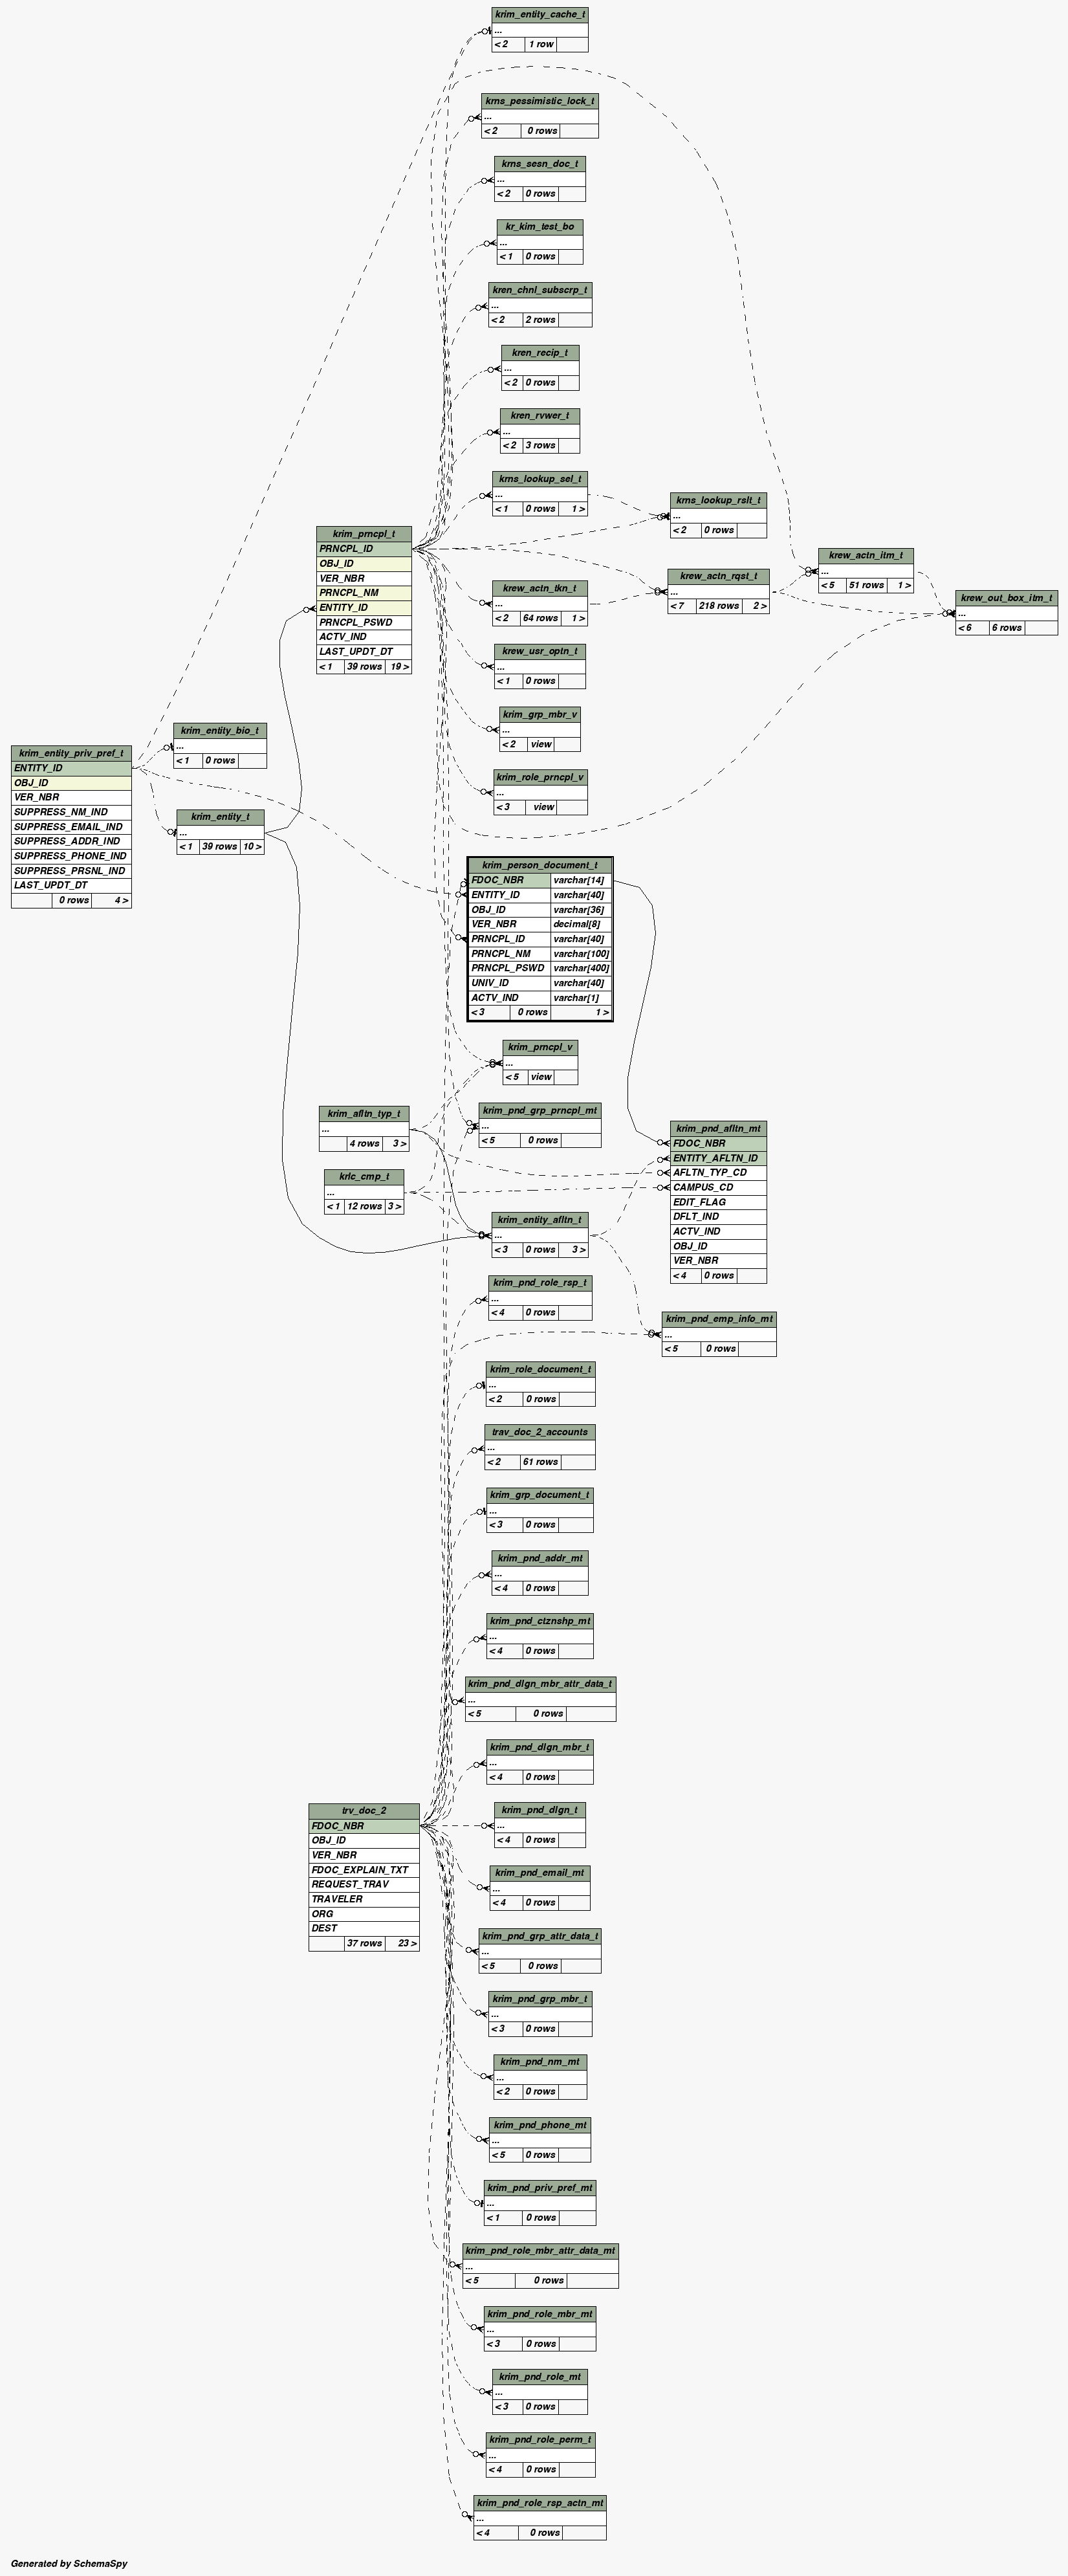 krim_entity_cache_t
...
< 2 1 row
krns_pessimistic_lock_t
...
< 2 0 rows
krns_sesn_doc_t
...
< 2 0 rows
kr_kim_test_bo
...
< 1 0 rows
kren_chnl_subscrp_t
...
< 2 2 rows
kren_recip_t
...
< 2 0 rows
kren_rvwer_t
...
< 2 3 rows
krns_lookup_sel_t
...
< 1 0 rows 1 >
krns_lookup_rslt_t
...
< 2 0 rows
krim_prncpl_t
PRNCPL_ID
OBJ_ID
VER_NBR
PRNCPL_NM
ENTITY_ID
PRNCPL_PSWD
ACTV_IND
LAST_UPDT_DT
< 1 39 rows 19 >
krew_actn_itm_t
...
< 5 51 rows 1 >
krew_actn_rqst_t
...
< 7 218 rows 2 >
krew_actn_tkn_t
...
< 2 64 rows 1 >
krew_out_box_itm_t
...
< 6 6 rows
krew_usr_optn_t
...
< 1 0 rows
krim_grp_mbr_v
...
< 2 view
krim_role_prncpl_v
...
< 3 view
krim_entity_bio_t
...
< 1 0 rows
krim_entity_priv_pref_t
ENTITY_ID
OBJ_ID
VER_NBR
SUPPRESS_NM_IND
SUPPRESS_EMAIL_IND
SUPPRESS_ADDR_IND
SUPPRESS_PHONE_IND
SUPPRESS_PRSNL_IND
LAST_UPDT_DT
0 rows 4 >
krim_entity_t
...
< 1 39 rows 10 >
krim_person_document_t
FDOC_NBR varchar[14]
ENTITY_ID varchar[40]
OBJ_ID varchar[36]
VER_NBR decimal[8]
PRNCPL_ID varchar[40]
PRNCPL_NM varchar[100]
PRNCPL_PSWD varchar[400]
UNIV_ID varchar[40]
ACTV_IND varchar[1]
< 3 0 rows 1 >
krim_prncpl_v
...
< 5 view
krim_afltn_typ_t
...
4 rows 3 >
krim_pnd_grp_prncpl_mt
...
< 5 0 rows
krim_pnd_afltn_mt
FDOC_NBR
ENTITY_AFLTN_ID
AFLTN_TYP_CD
CAMPUS_CD
EDIT_FLAG
DFLT_IND
ACTV_IND
OBJ_ID
VER_NBR
< 4 0 rows
krlc_cmp_t
...
< 1 12 rows 3 >
krim_entity_afltn_t
...
< 3 0 rows 3 >
krim_pnd_role_rsp_t
...
< 4 0 rows
krim_pnd_emp_info_mt
...
< 5 0 rows
krim_role_document_t
...
< 2 0 rows
trav_doc_2_accounts
...
< 2 61 rows
krim_grp_document_t
...
< 3 0 rows
krim_pnd_addr_mt
...
< 4 0 rows
krim_pnd_ctznshp_mt
...
< 4 0 rows
krim_pnd_dlgn_mbr_attr_data_t
...
< 5 0 rows
krim_pnd_dlgn_mbr_t
...
< 4 0 rows
trv_doc_2
FDOC_NBR
OBJ_ID
VER_NBR
FDOC_EXPLAIN_TXT
REQUEST_TRAV
TRAVELER
ORG
DEST
37 rows 23 >
krim_pnd_dlgn_t
...
< 4 0 rows
krim_pnd_email_mt
...
< 4 0 rows
krim_pnd_grp_attr_data_t
...
< 5 0 rows
krim_pnd_grp_mbr_t
...
< 3 0 rows
krim_pnd_nm_mt
...
< 2 0 rows
krim_pnd_phone_mt
...
< 5 0 rows
krim_pnd_priv_pref_mt
...
< 1 0 rows
krim_pnd_role_mbr_attr_data_mt
...
< 5 0 rows
krim_pnd_role_mbr_mt
...
< 3 0 rows
krim_pnd_role_mt
...
< 3 0 rows
krim_pnd_role_perm_t
...
< 4 0 rows
krim_pnd_role_rsp_actn_mt
...
< 4 0 rows
Generated by SchemaSpy